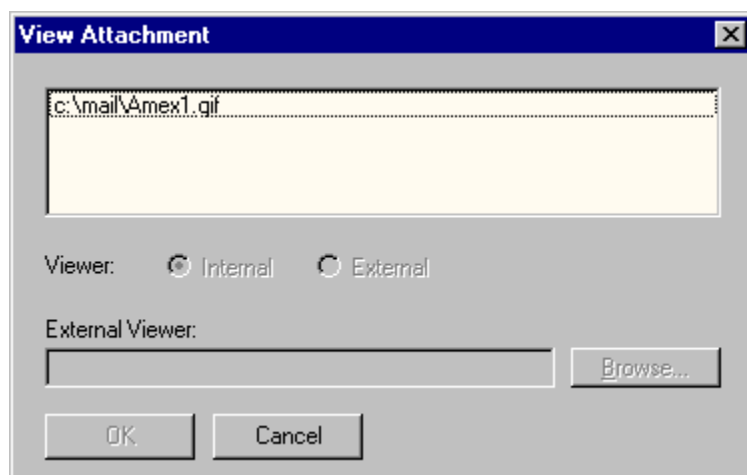 View Attachment
c:\mail\Amex1.gif
Viewer: Internal External
External Viewer:
Browse...
OK Cancel